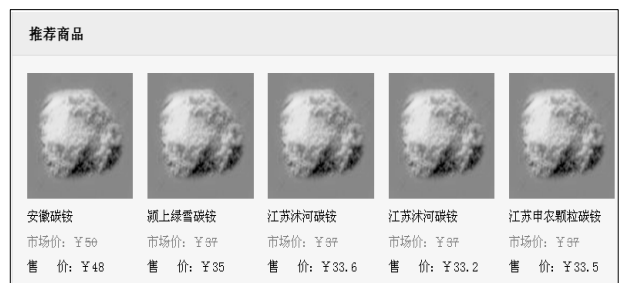 推荐商品
安徽碳铵
市场价: ￥50
售 价: ￥48
颍上绿雪碳铵
市场价: ￥37
售 价: ￥35
江苏沭河碳铵
市场价: ￥37
售 价: ￥33.6
江苏沭河碳铵
市场价: ￥37
售 价: ￥33.2
江苏申农颗粒碳铵
市场价: ￥37
售 价: ￥33.5